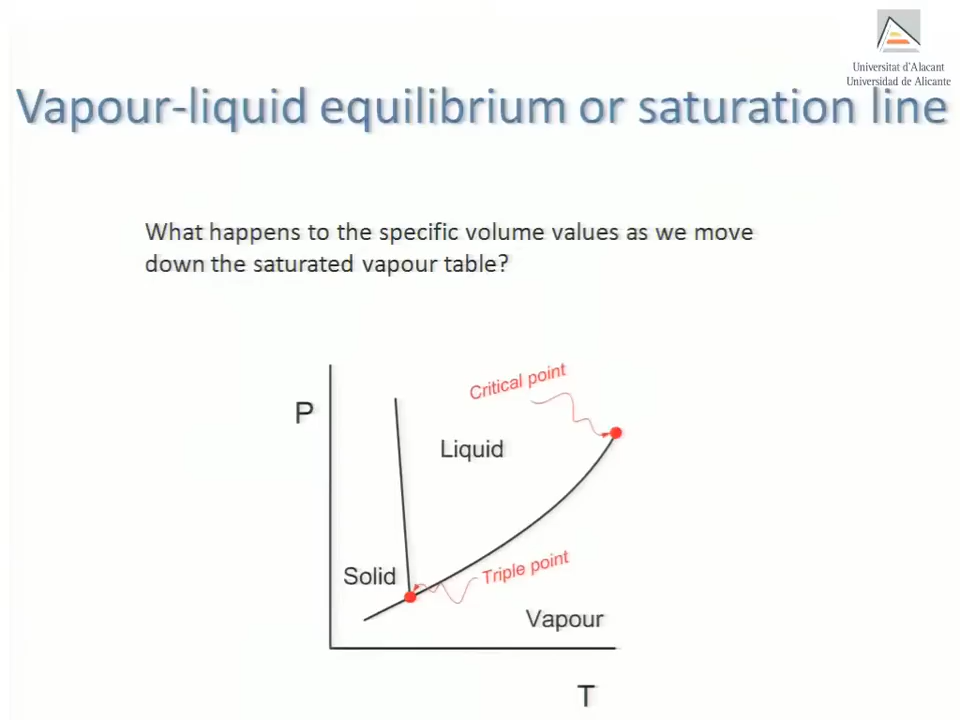 Universitat d'Alacant
Universidad de Alicante
Vapour-liquid equilibrium or saturation line
What happens to the specific volume values as we move
down the saturated vapour table?
Critical point
P
Liquid
Solid
Triple point
Vapour
T